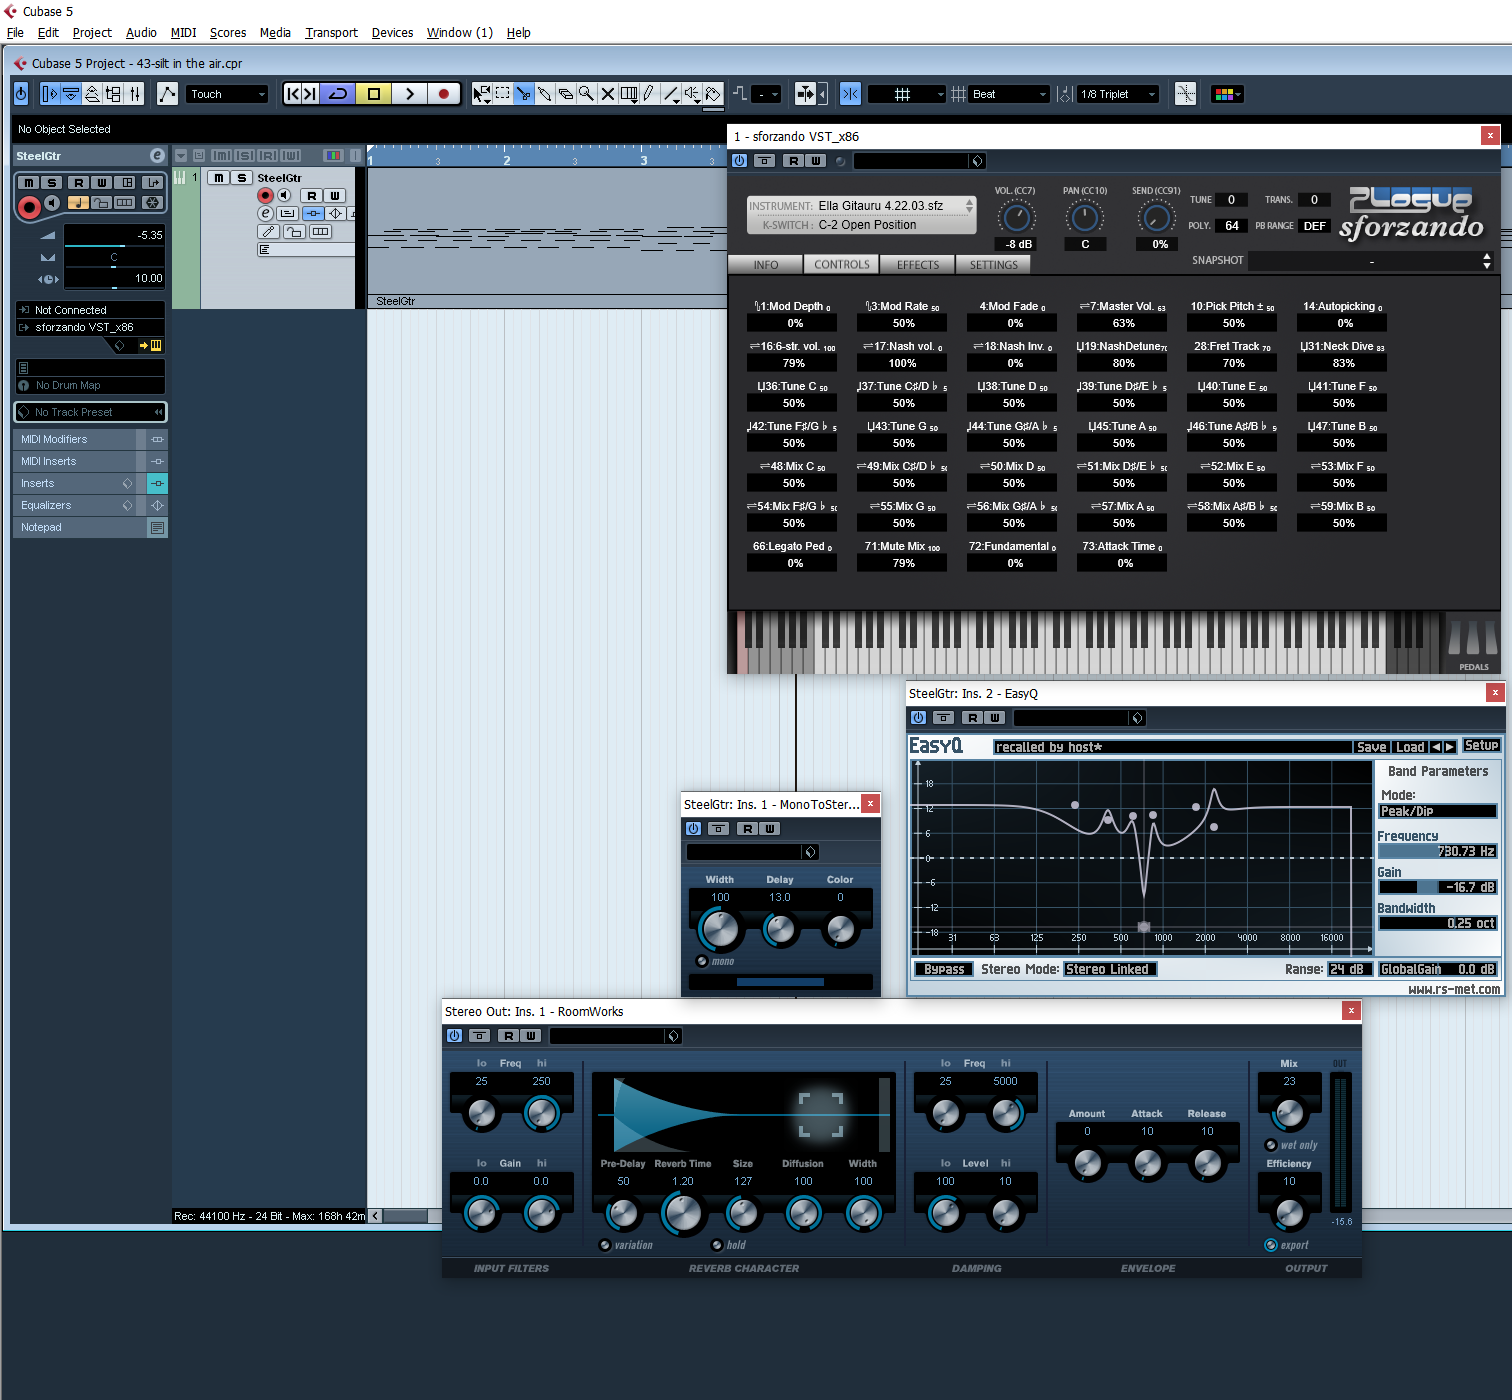 Cubase 5
File Edit Project Audio MIDI Scores Media Transport Devices Window (1) Help
Cubase 5 Project - 43-silt in the air.cpr
Touch - Beat 1/8 Triplet
No Object Selected
SteelGtr
M S R W
-5.35
C
10.00
Not Connected
sforzando VST_x86
No Drum Map
No Track Preset
MIDI Modifiers
MIDI Inserts
Inserts
Equalizers
Notepad
[M] [S] [R] [W]
1 M S SteelGtr
R W
1 3 2 3 3 3
SteelGtr
Rec: 44100 Hz - 24 Bit - Max: 168h 42m
1 - sforzando VST_x86
R W
INSTRUMENT: Ella Gitauru 4.22.03.sfz
K-SWITCH: C-2 Open Position
VOL. (CC7) PAN (CC10) SEND (CC91)
-8 dB C 0%
TUNE 0 TRANS. 0
POLY. 64 PB RANGE DEF
Plogue
sforzando
SNAPSHOT -
INFO CONTROLS EFFECTS SETTINGS
1:Mod Depth 0 3:Mod Rate 50 4:Mod Fade 0 7:Master Vol. 63 10:Pick Pitch ± 50 14:Autopicking 0
0% 50% 0% 63% 50% 0%
16:6-str. vol. 100 17:Nash vol. 0 18:Nash Inv. 0 19:NashDetune 70 28:Fret Track 70 31:Neck Dive 83
79% 100% 0% 80% 70% 83%
36:Tune C 50 37:Tune C♯/D♭ 5 38:Tune D 50 39:Tune D♯/E♭ 5 40:Tune E 50 41:Tune F 50
50% 50% 50% 50% 50% 50%
42:Tune F♯/G♭ 5 43:Tune G 50 44:Tune G♯/A♭ 5 45:Tune A 50 46:Tune A♯/B♭ 5 47:Tune B 50
50% 50% 50% 50% 50% 50%
48:Mix C 50 49:Mix C♯/D♭ 50 50:Mix D 50 51:Mix D♯/E♭ 50 52:Mix E 50 53:Mix F 50
50% 50% 50% 50% 50% 50%
54:Mix F♯/G♭ 50 55:Mix G 50 56:Mix G♯/A♭ 50 57:Mix A 50 58:Mix A♯/B♭ 50 59:Mix B 50
50% 50% 50% 50% 50% 50%
66:Legato Ped 0 71:Mute Mix 100 72:Fundamental 0 73:Attack Time 0
0% 79% 0% 0%
PEDALS
SteelGtr: Ins. 2 - EasyQ
R W
EasyQ recalled by host* Save Load Setup
18
12
6
0
-6
-12
-18
31 63 125 250 500 1000 2000 4000 8000 16000
Band Parameters
Mode:
Peak/Dip
Frequency
730.73 Hz
Gain
-16.7 dB
Bandwidth
0.25 oct
Bypass Stereo Mode: Stereo Linked Range: 24 dB GlobalGain 0.0 dB
www.rs-met.com
SteelGtr: Ins. 1 - MonoToSter...
R W
Width Delay Color
100 13.0 0
mono
Stereo Out: Ins. 1 - RoomWorks
R W
lo Freq hi
25 250
lo Gain hi
0.0 0.0
INPUT FILTERS
Pre-Delay Reverb Time Size Diffusion Width
50 1.20 127 100 100
variation hold
REVERB CHARACTER
lo Freq hi
25 5000
lo Level hi
100 10
DAMPING
Amount Attack Release
0 10 10
ENVELOPE
Mix OUT
23
wet only
Efficiency
10
-15.6
export
OUTPUT